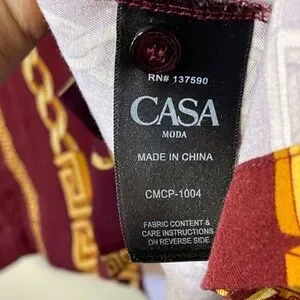 RN# 137590
CASA
MODA
MADE IN CHINA
CMCP-1004
FABRIC CONTENT &
CARE INSTRUCTIONS
ON REVERSE SIDE